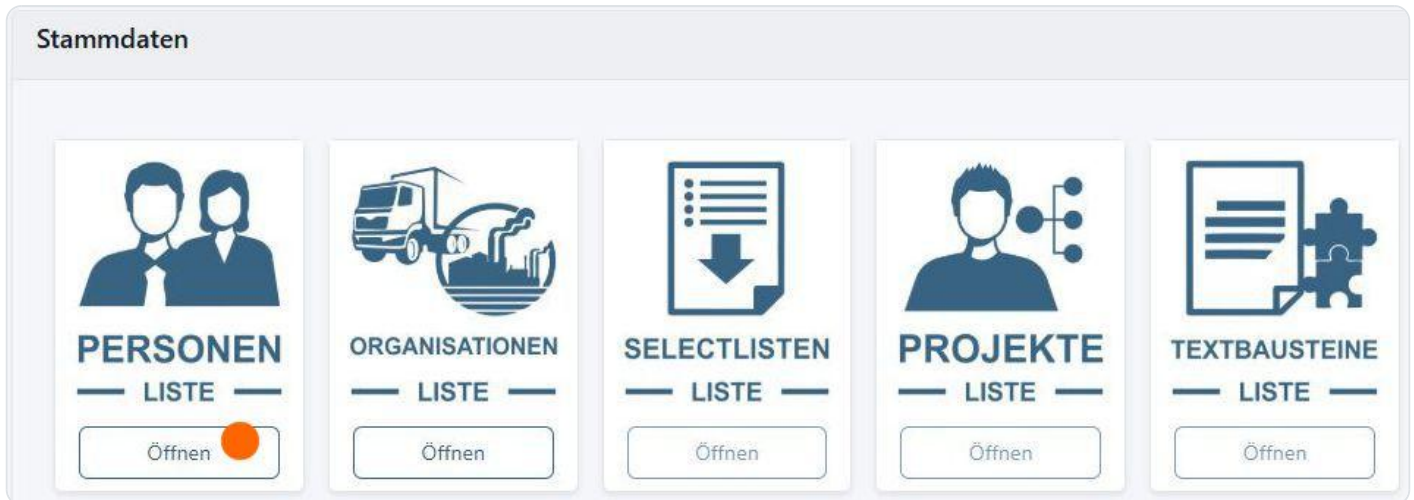 Stammdaten
PERSONEN
LISTE
Öffnen
ORGANISATIONEN
LISTE
Öffnen
SELECTLISTEN
LISTE
Öffnen
PROJEKTE
LISTE
Öffnen
TEXTBAUSTEINE
LISTE
Öffnen